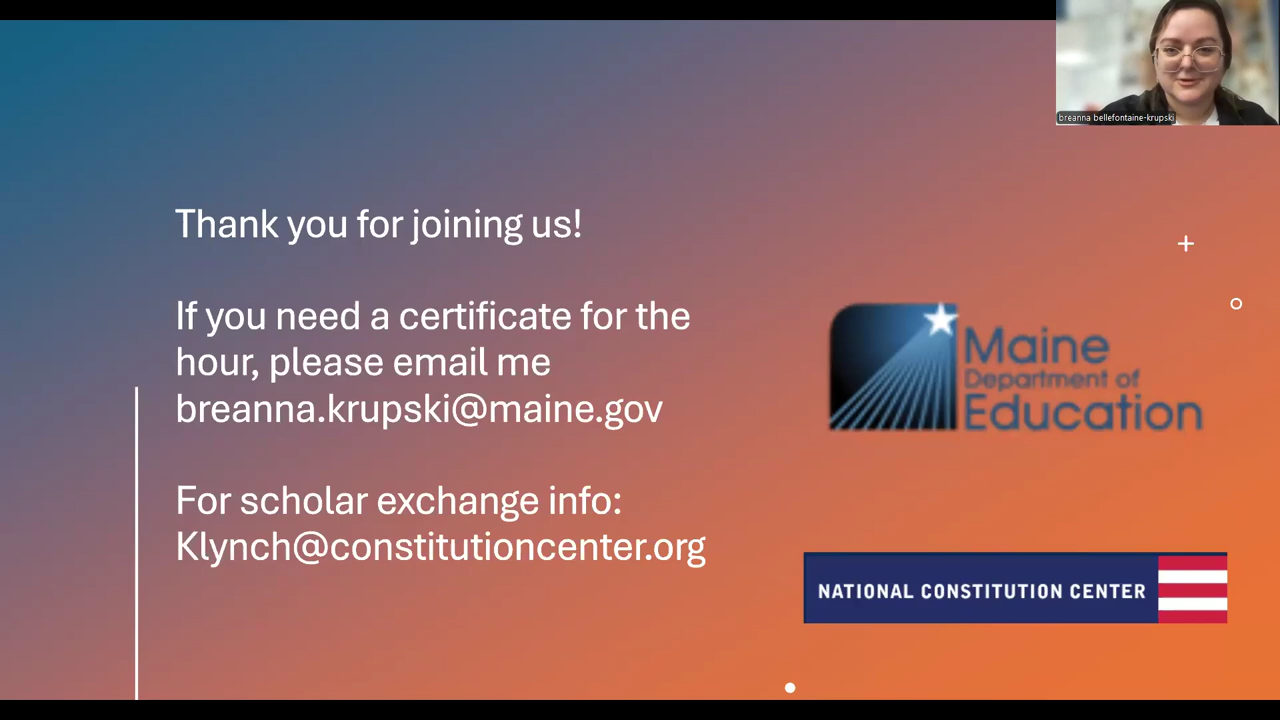 breanna bellefontaine-krupski
Thank you for joining us!
If you need a certificate for the
hour, please email me
breanna.krupski@maine.gov
For scholar exchange info:
Klynch@constitutioncenter.org
Maine
Department of
Education
NATIONAL CONSTITUTION CENTER